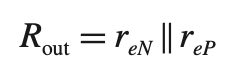 R_out = r_eN || r_eP